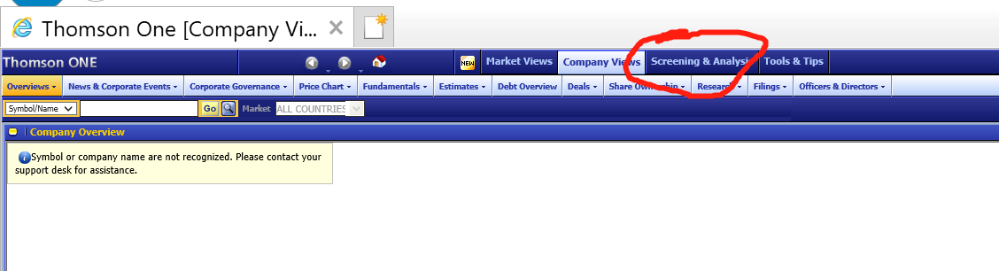 Thomson One [Company Vi...
Thomson ONE NEW Market Views Company Views Screening & Analysis Tools & Tips
Overviews News & Corporate Events Corporate Governance Price Chart Fundamentals Estimates Debt Overview Deals Share Ownership Research Filings Officers & Directors
Symbol/Name Go Market ALL COUNTRIES
Company Overview
Symbol or company name are not recognized. Please contact your
support desk for assistance.